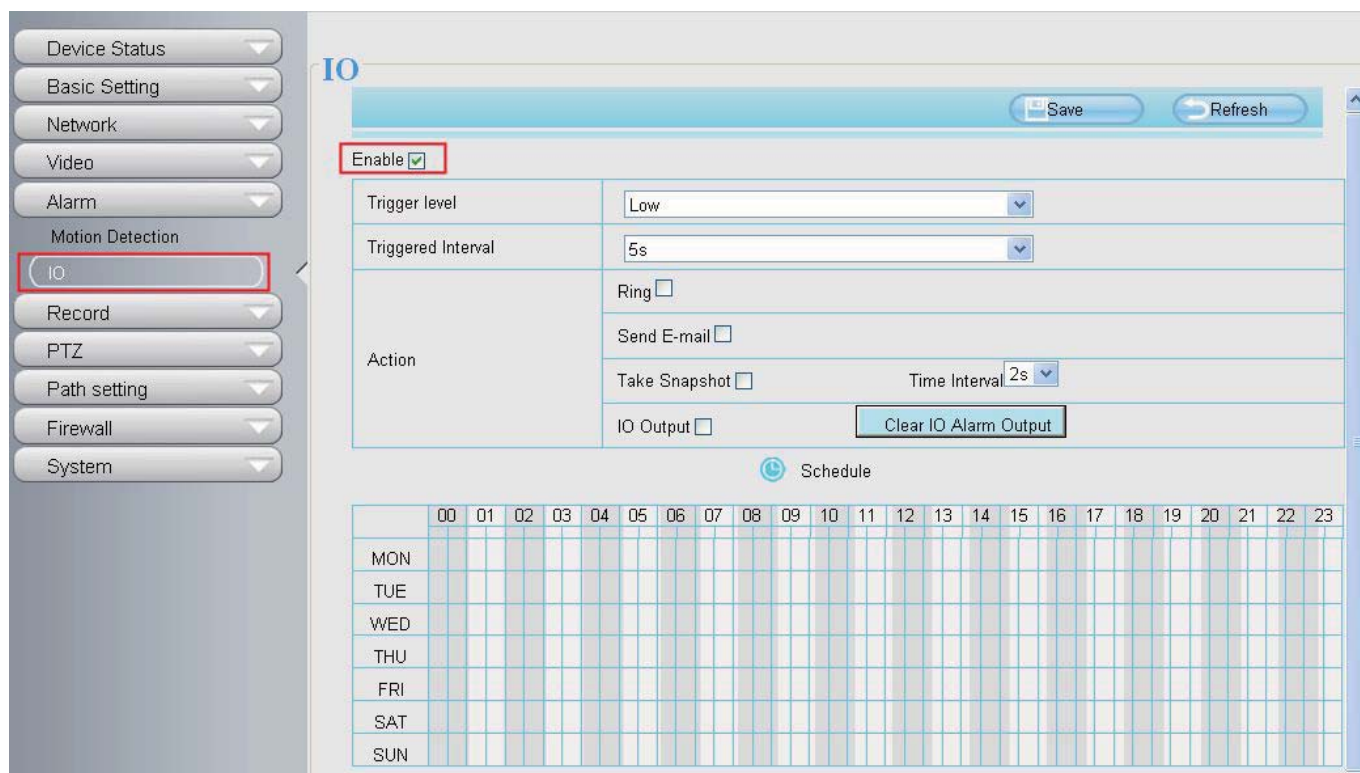 Device Status
Basic Setting
Network
Video
Alarm
Motion Detection
IO
Record
PTZ
Path setting
Firewall
System
IO
Save Refresh
Enable
Trigger level Low
Triggered Interval 5s
Action
Ring
Send E-mail
Take Snapshot Time Interval 2s
IO Output Clear IO Alarm Output
Schedule
00 01 02 03 04 05 06 07 08 09 10 11 12 13 14 15 16 17 18 19 20 21 22 23
MON
TUE
WED
THU
FRI
SAT
SUN